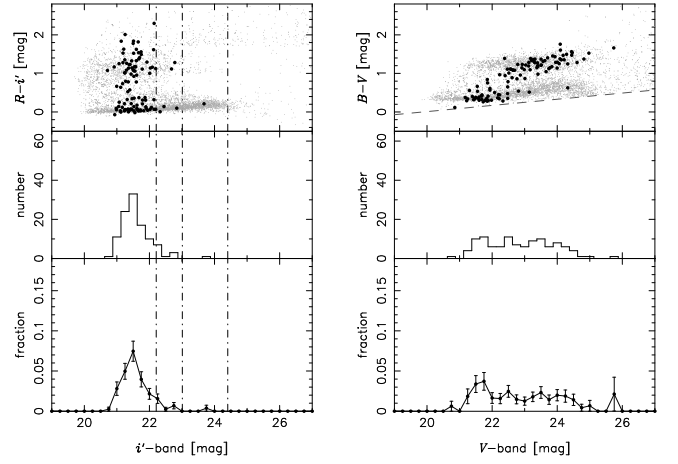 R−i′ [mag]
2
1
0
B−V [mag]
2
1
0
number
60
40
20
0
number
60
40
20
0
fraction
0.15
0.1
0.05
0
fraction
0.15
0.1
0.05
0
20 22 24 26
20 22 24 26
i′−band [mag]
V−band [mag]